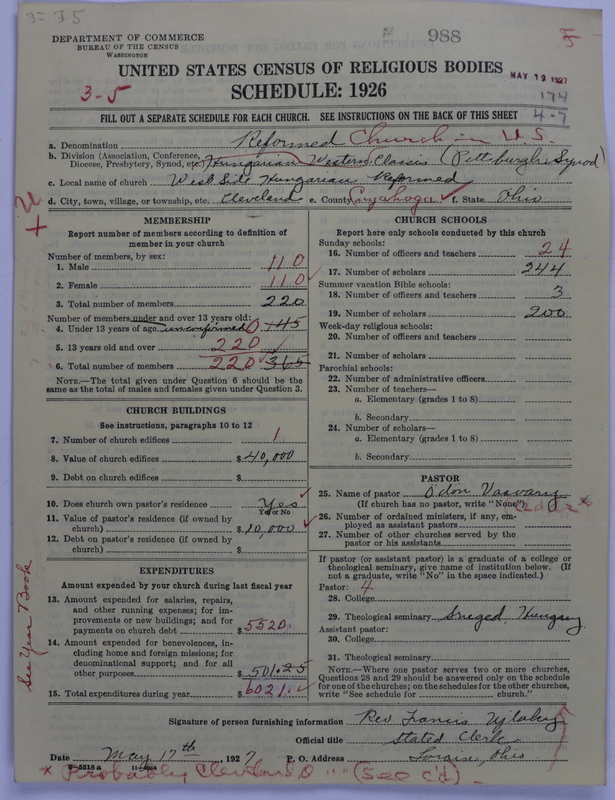 3-35
DEPARTMENT OF COMMERCE
BUREAU OF THE CENSUS
WASHINGTON
988
UNITED STATES CENSUS OF RELIGIOUS BODIES
MAY 19 1927
3-5
SCHEDULE: 1926
174
4-7
FILL OUT A SEPARATE SCHEDULE FOR EACH CHURCH. SEE INSTRUCTIONS ON THE BACK OF THIS SHEET
a. Denomination Reformed Church in U.S.
b. Division (Association, Conference, Diocese, Presbytery, Synod, etc. Hungarian Western Classis (Pittsburgh Synod)
c. Local name of church West Side Hungarian Reformed
d. City, town, village, or township, etc. Cleveland e. County Cuyahoga f. State Ohio
MEMBERSHIP
Report number of members according to definition of
member in your church
Number of members, by sex:
1. Male 110
2. Female 110
3. Total number of members 220
Number of members under and over 13 years old:
4. Under 13 years of age unconfirmed 0 145
5. 13 years old and over 220
6. Total number of members 220 365
NOTE.—The total given under Question 6 should be
same as the total of males and females given under Question 3.
CHURCH BUILDINGS
See instructions, paragraphs 10 to 12
7. Number of church edifices 1
8. Value of church edifices $40,000
9. Debt on church edifices $
10. Does church own pastor's residence Yes
Yes or No
11. Value of pastor's residence (if owned by
church) $10,000
12. Debt on pastor's residence (if owned by
church) $
EXPENDITURES
Amount expended by your church during last fiscal year
13. Amount expended for salaries, repairs,
and other running expenses; for im-
provements or new buildings; and for
payments on church debt $5520.
14. Amount expended for benevolences, in-
cluding home and foreign missions; for
denominational support; and for all
other purposes $501.25
15. Total expenditures during year $6021.
See Year Book
CHURCH SCHOOLS
Report here only schools conducted by this church
Sunday schools:
16. Number of officers and teachers 24
17. Number of scholars 244
Summer vacation Bible schools:
18. Number of officers and teachers 3
19. Number of scholars 200
Week-day religious schools:
20. Number of officers and teachers
21. Number of scholars
Parochial schools:
22. Number of administrative officers
23. Number of teachers—
a. Elementary (grades 1 to 8)
b. Secondary
24. Number of scholars—
a. Elementary (grades 1 to 8)
b. Secondary
PASTOR
25. Name of pastor Ödön Vasvary
(If church has no pastor, write "None")
26. Number of ordained ministers, if any, em-
ployed as assistant pastors
27. Number of other churches served by the
pastor or his assistants
If pastor (or assistant pastor) is a graduate of a college or
theological seminary, give name of institution below. (If
not a graduate, write "No" in the space indicated.)
Pastor: 4
28. College
29. Theological seminary Szeged Hungary
Assistant pastor:
30. College
31. Theological seminary
NOTE.—Where one pastor serves two or more churches,
Questions 28 and 29 should be answered only on the schedule
for one of the churches; on the schedules for the other churches,
write "See schedule for church."
Signature of person furnishing information Rev Francis Ujlaky
Official title Stated Clerk
Date May 17th, 1927 P. O. Address Lorain, Ohio
8-5518 a
* Probably Cleveland O (See c'd)